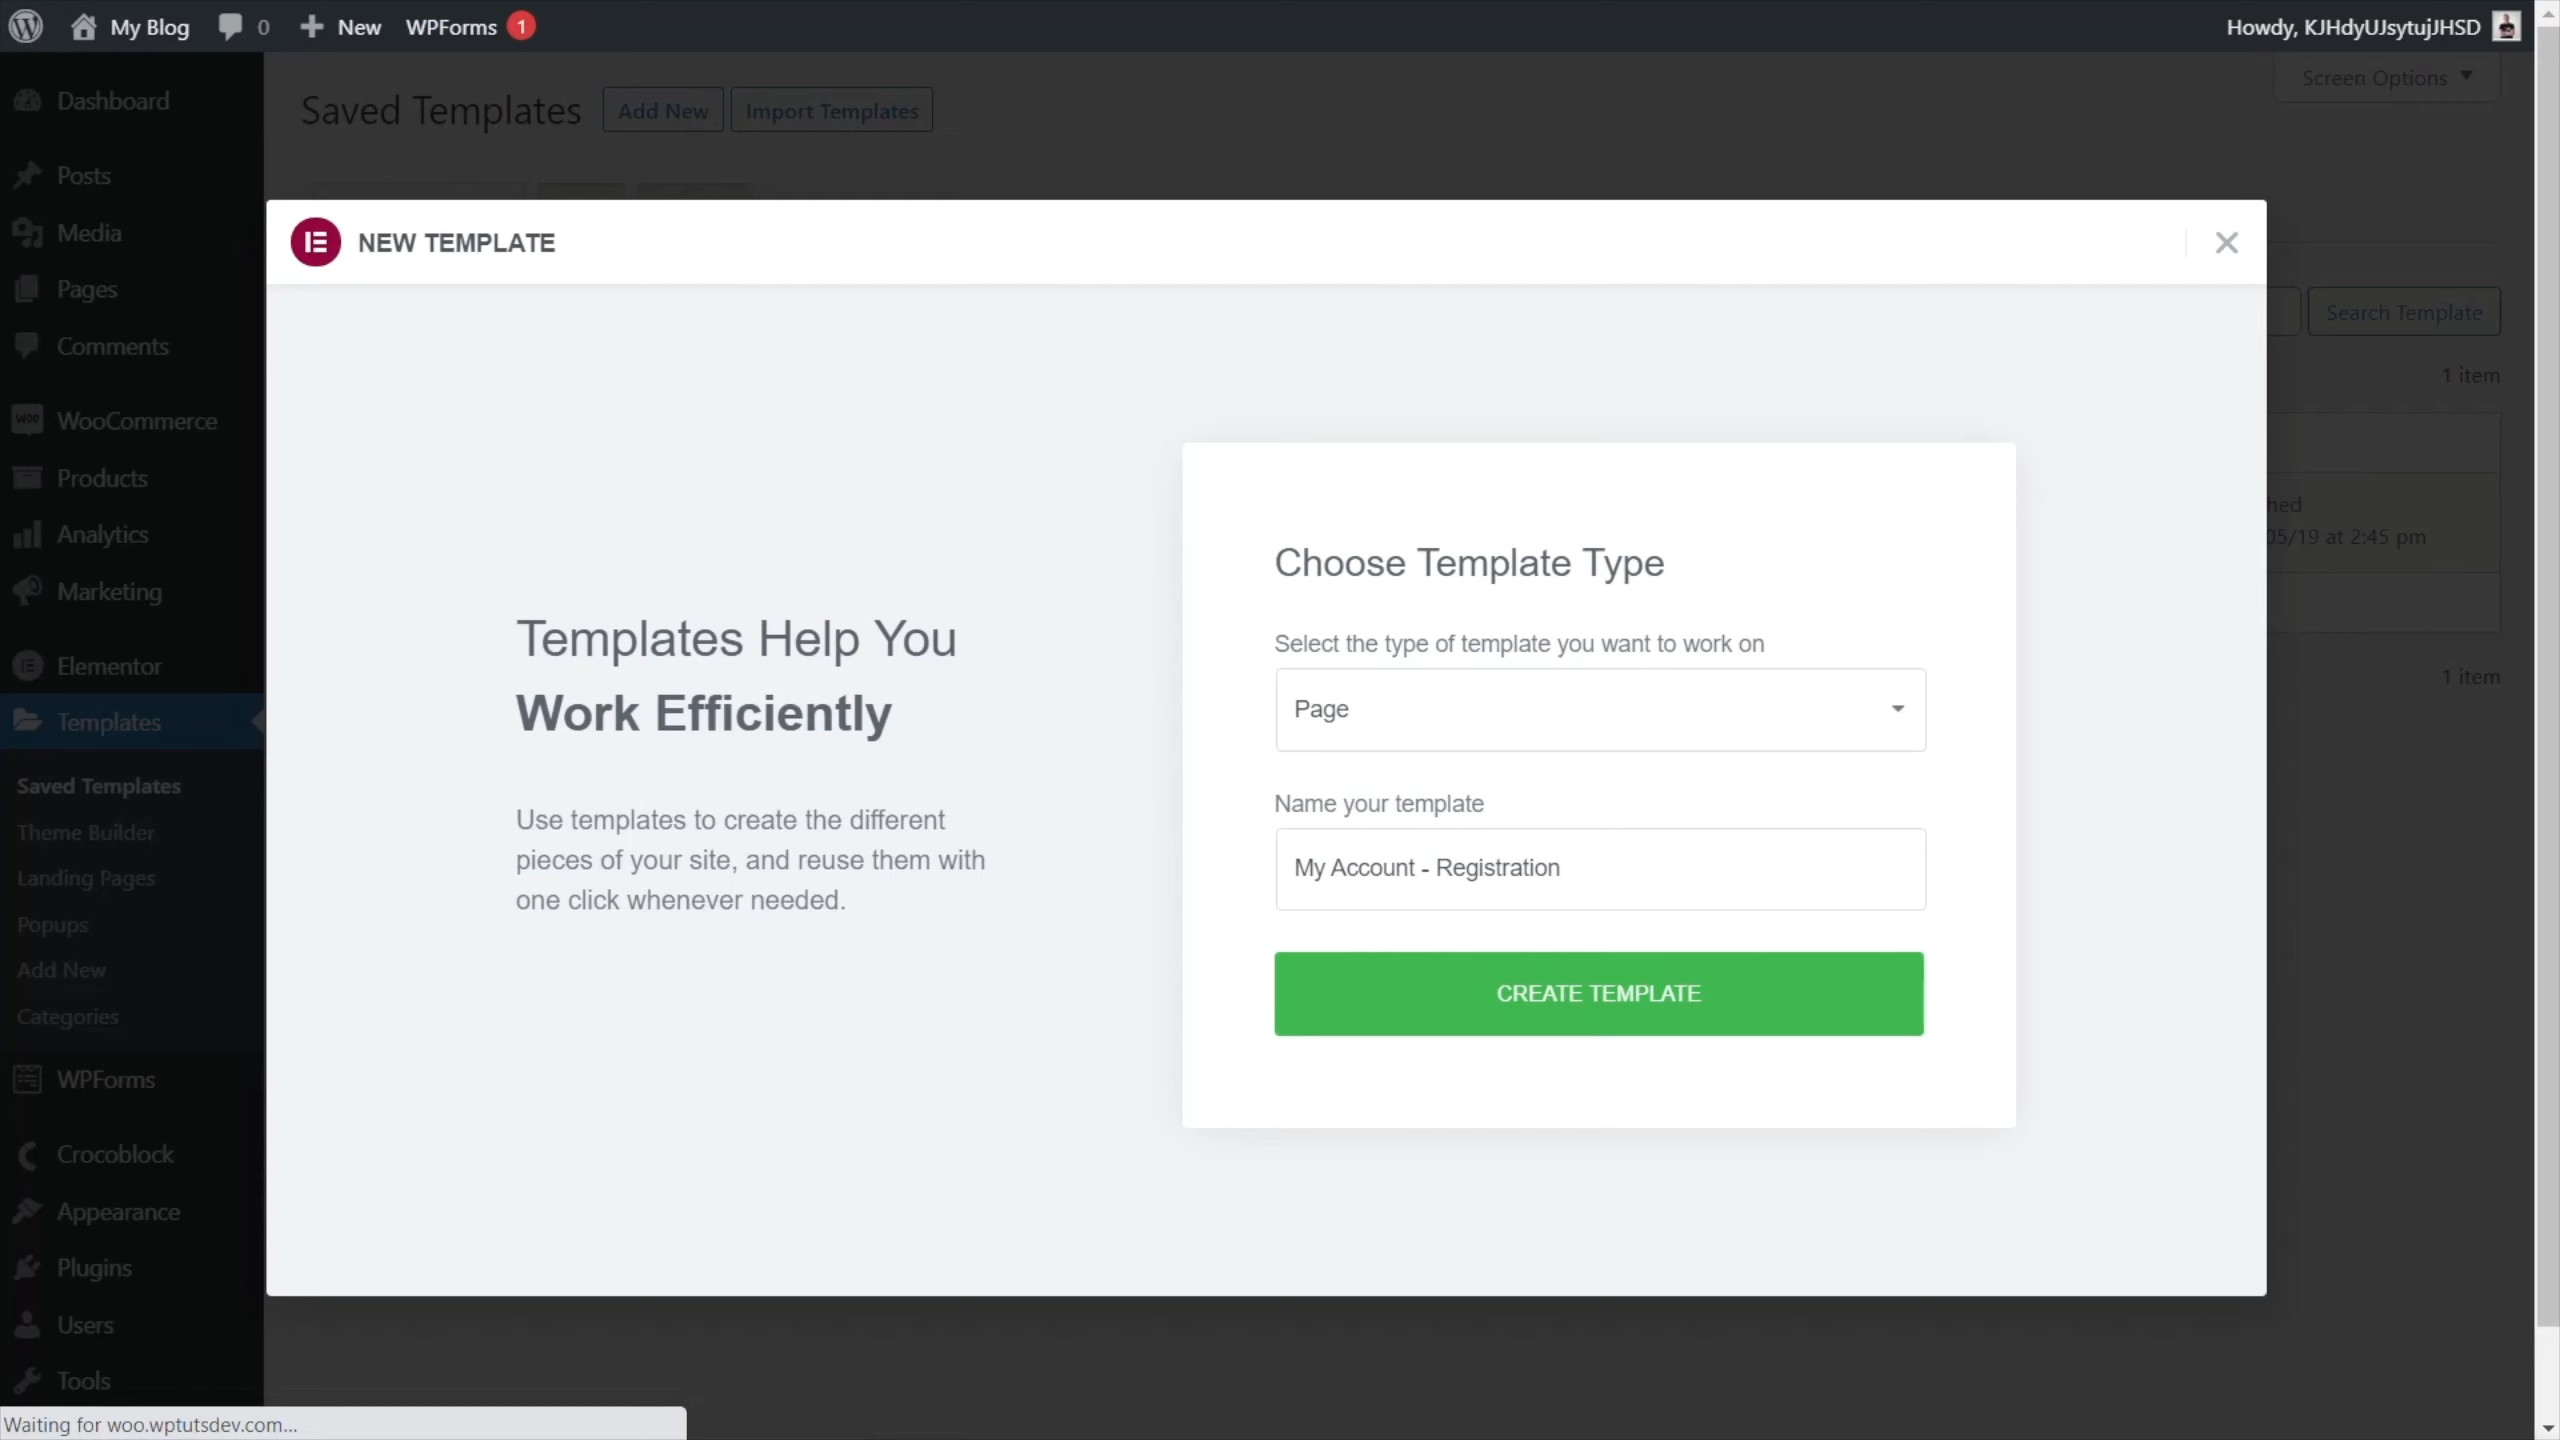 My Blog
0
New
WPForms 1
Howdy, KJHdyUJsytujJHSD
Screen Options
Dashboard
Posts
Media
Pages
Comments
WooCommerce
Products
Analytics
Marketing
Elementor
Templates
Saved Templates
Theme Builder
Landing Pages
Popups
Add New
Categories
WPForms
Crocoblock
Appearance
Plugins
Users
Tools
Saved Templates
Add New
Import Templates
Search Template
1 item
hed
05/19 at 2:45 pm
1 item
NEW TEMPLATE
Templates Help You
Work Efficiently
Use templates to create the different
pieces of your site, and reuse them with
one click whenever needed.
Choose Template Type
Select the type of template you want to work on
Page
Name your template
My Account - Registration
CREATE TEMPLATE
Waiting for woo.wptutsdev.com...